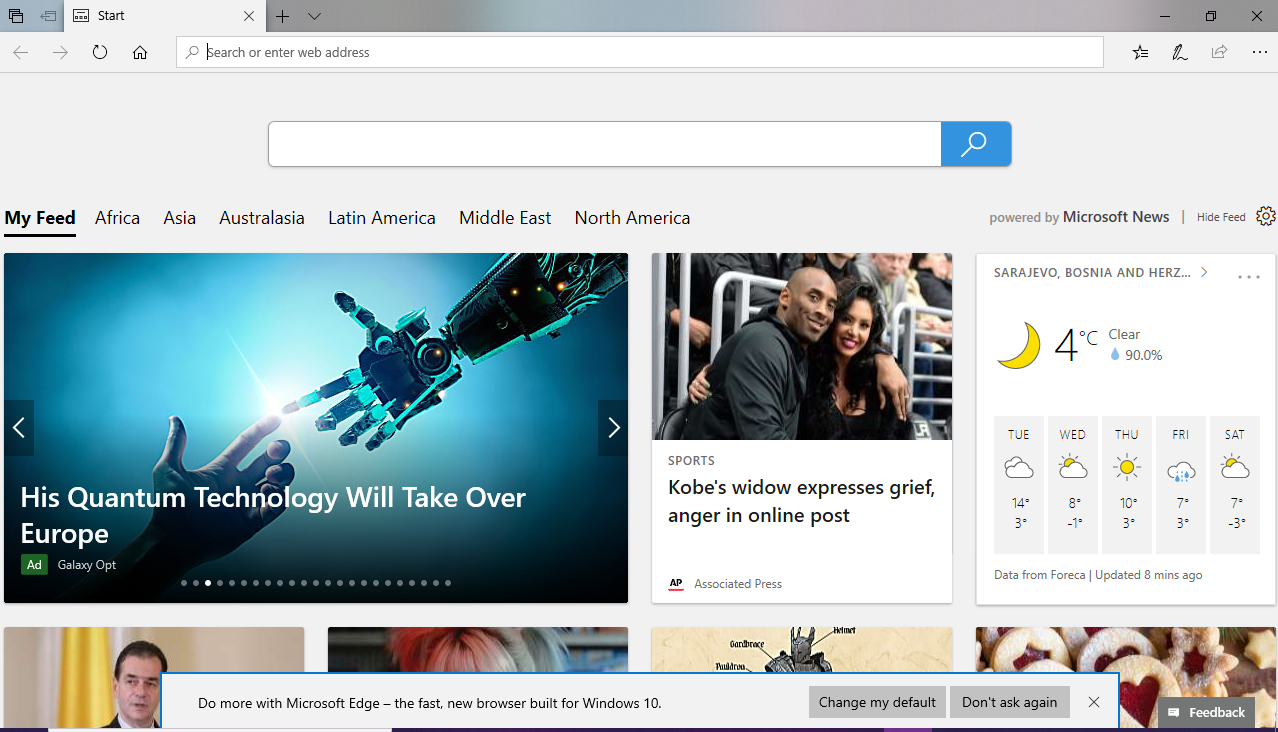 Start
Search or enter web address
My Feed Africa Asia Australasia Latin America Middle East North America
powered by Microsoft News | Hide Feed
His Quantum Technology Will Take Over
Europe
Ad Galaxy Opt
SPORTS
Kobe's widow expresses grief,
anger in online post
AP Associated Press
SARAJEVO, BOSNIA AND HERZ...
4°C
Clear
90.0%
TUE WED THU FRI SAT
14° 8° 10° 7° 7°
3° -1° 3° 3° -3°
Data from Foreca | Updated 8 mins ago
Helmet
Gardbrace
Pauldron
Do more with Microsoft Edge – the fast, new browser built for Windows 10.
Change my default
Don't ask again
Feedback